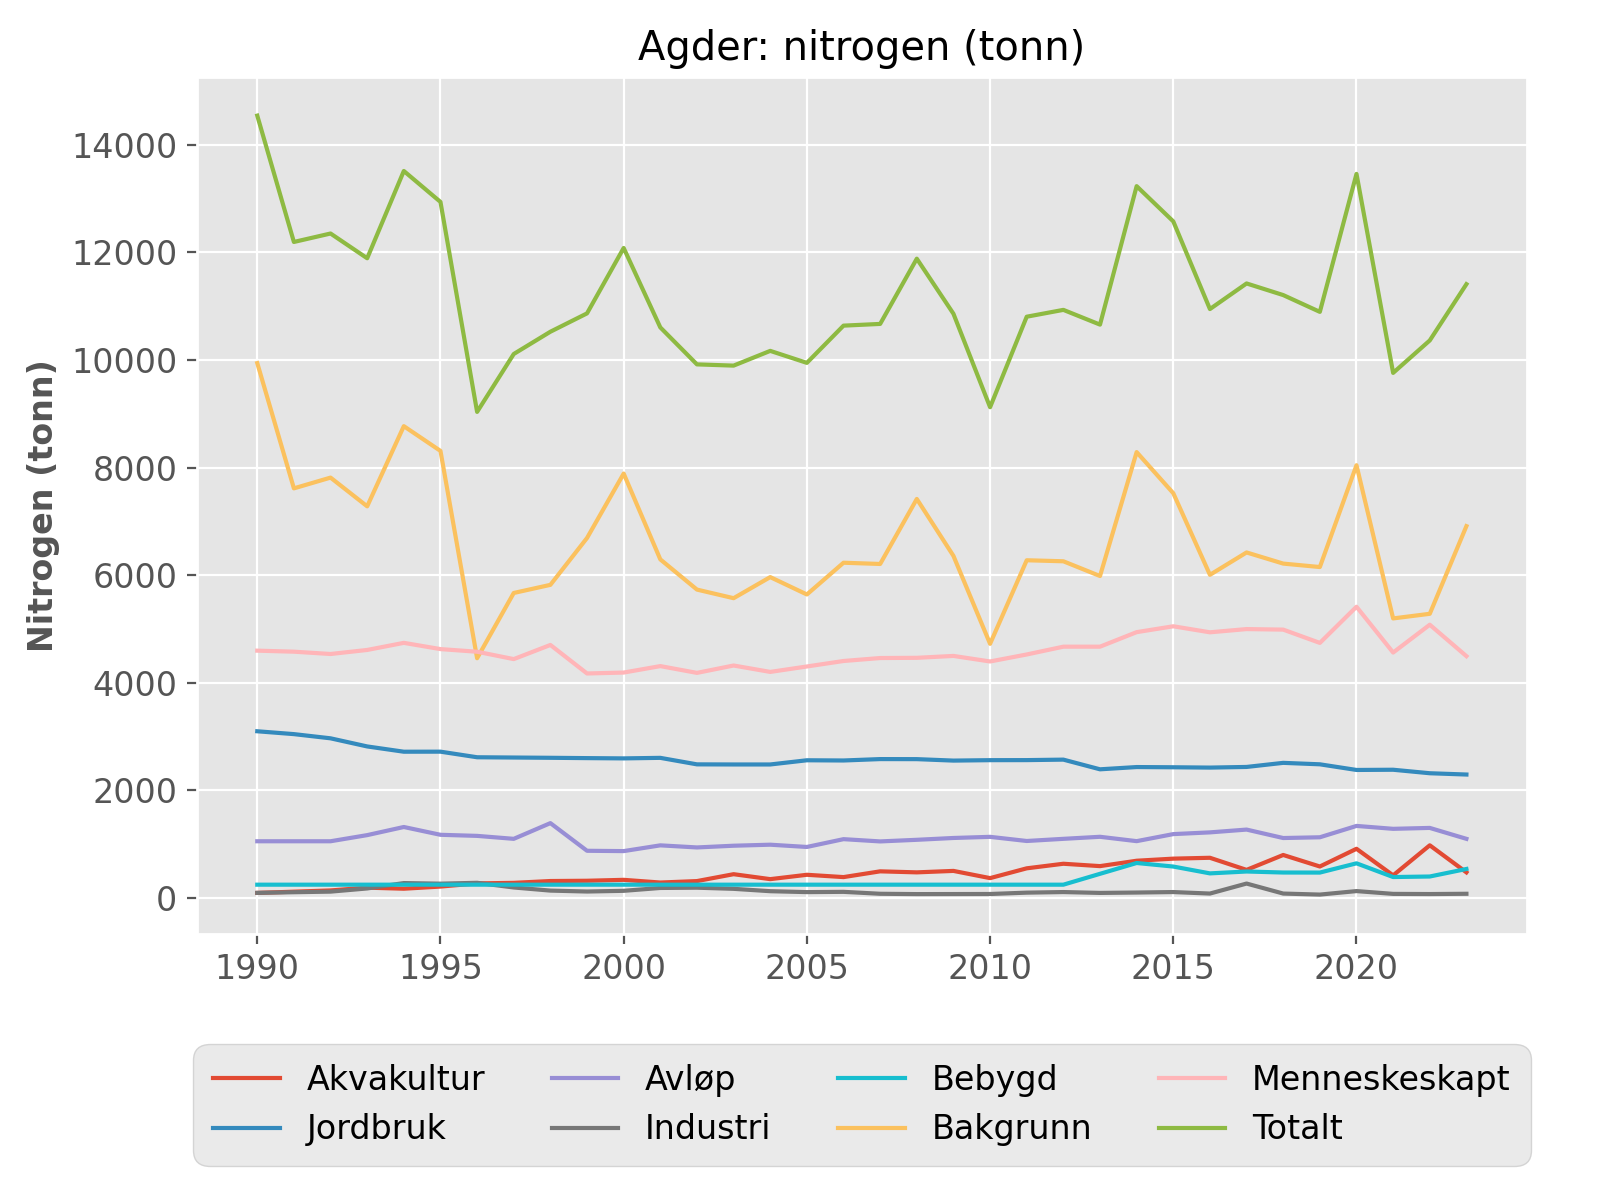 Agder: nitrogen (tonn)
Nitrogen (tonn)
14000
12000
10000
8000
6000
4000
2000
0
1990 1995 2000 2005 2010 2015 2020
Akvakultur Avløp Bebygd Menneskeskapt
Jordbruk Industri Bakgrunn Totalt